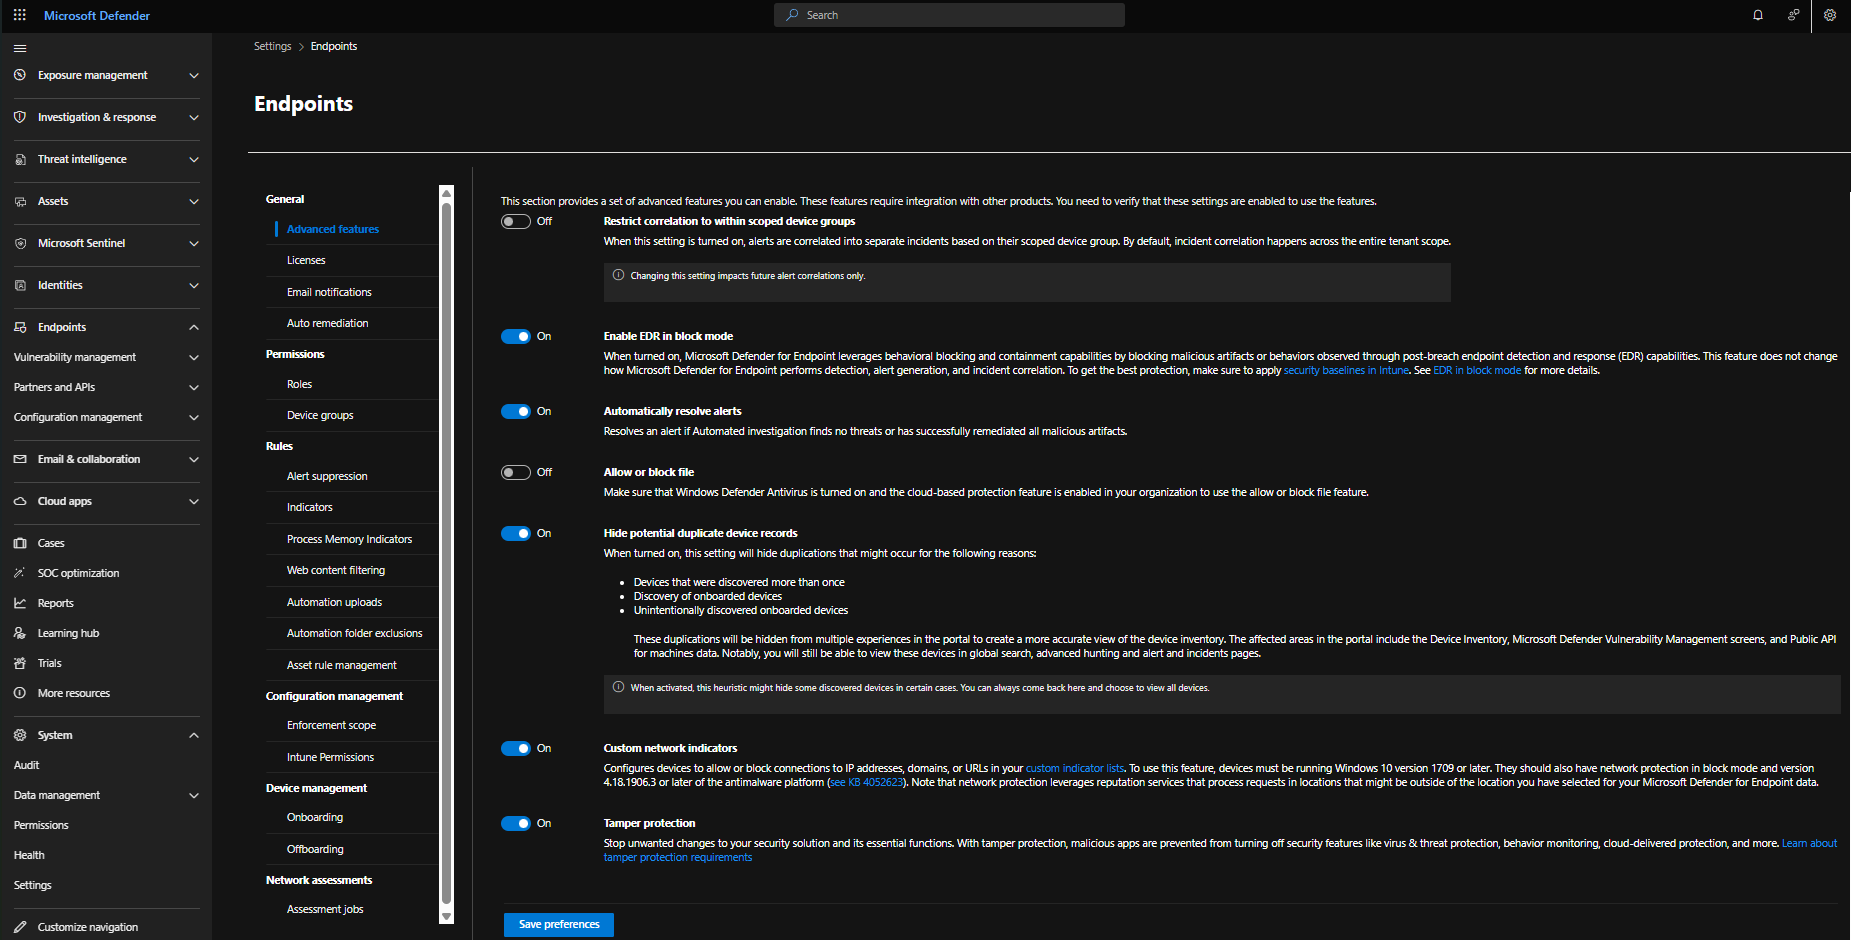 Microsoft Defender
Search
Exposure management
Investigation & response
Threat intelligence
Assets
Microsoft Sentinel
Identities
Endpoints
Vulnerability management
Partners and APIs
Configuration management
Email & collaboration
Cloud apps
Cases
SOC optimization
Reports
Learning hub
Trials
More resources
System
Audit
Data management
Permissions
Health
Settings
Customize navigation
Settings > Endpoints
Endpoints
General
Advanced features
Licenses
Email notifications
Auto remediation
Permissions
Roles
Device groups
Rules
Alert suppression
Indicators
Process Memory Indicators
Web content filtering
Automation uploads
Automation folder exclusions
Asset rule management
Configuration management
Enforcement scope
Intune Permissions
Device management
Onboarding
Offboarding
Network assessments
Assessment jobs
This section provides a set of advanced features you can enable. These features require integration with other products. You need to verify that these settings are enabled to use the features.
Off Restrict correlation to within scoped device groups
When this setting is turned on, alerts are correlated into separate incidents based on their scoped device group. By default, incident correlation happens across the entire tenant scope.
Changing this setting impacts future alert correlations only.
On Enable EDR in block mode
When turned on, Microsoft Defender for Endpoint leverages behavioral blocking and containment capabilities by blocking malicious artifacts or behaviors observed through post-breach endpoint detection and response (EDR) capabilities. This feature does not change
how Microsoft Defender for Endpoint performs detection, alert generation, and incident correlation. To get the best protection, make sure to apply security baselines in Intune. See EDR in block mode for more details.
On Automatically resolve alerts
Resolves an alert if Automated investigation finds no threats or has successfully remediated all malicious artifacts.
Off Allow or block file
Make sure that Windows Defender Antivirus is turned on and the cloud-based protection feature is enabled in your organization to use the allow or block file feature.
On Hide potential duplicate device records
When turned on, this setting will hide duplications that might occur for the following reasons:
• Devices that were discovered more than once
• Discovery of onboarded devices
• Unintentionally discovered onboarded devices
These duplications will be hidden from multiple experiences in the portal to create a more accurate view of the device inventory. The affected areas in the portal include the Device Inventory, Microsoft Defender Vulnerability Management screens, and Public API
for machines data. Notably, you will still be able to view these devices in global search, advanced hunting and alert and incidents pages.
When activated, this heuristic might hide some discovered devices in certain cases. You can always come back here and choose to view all devices.
On Custom network indicators
Configures devices to allow or block connections to IP addresses, domains, or URLs in your custom indicator lists. To use this feature, devices must be running Windows 10 version 1709 or later. They should also have network protection in block mode and version
4.18.1906.3 or later of the antimalware platform (see KB 4052623). Note that network protection leverages reputation services that process requests in locations that might be outside of the location you have selected for your Microsoft Defender for Endpoint data.
On Tamper protection
Stop unwanted changes to your security solution and its essential functions. With tamper protection, malicious apps are prevented from turning off security features like virus & threat protection, behavior monitoring, cloud-delivered protection, and more. Learn about
tamper protection requirements
Save preferences